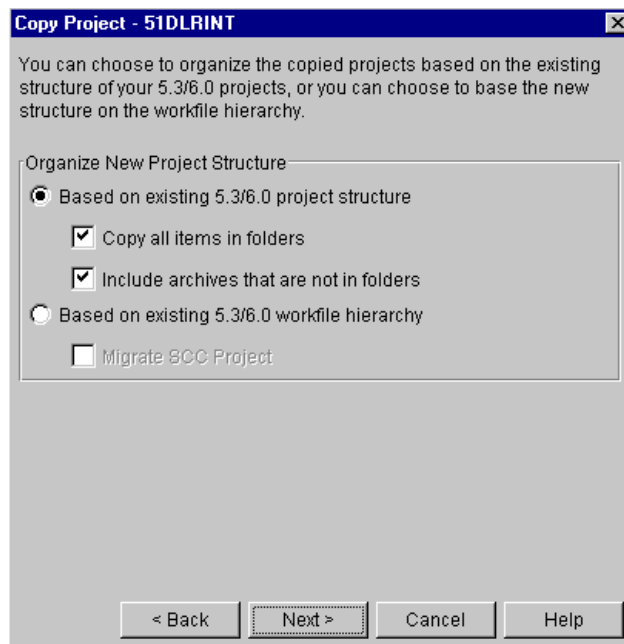 Copy Project - 51DLRINT
You can choose to organize the copied projects based on the existing
structure of your 5.3/6.0 projects, or you can choose to base the new
structure on the workfile hierarchy.
Organize New Project Structure
Based on existing 5.3/6.0 project structure
Copy all items in folders
Include archives that are not in folders
Based on existing 5.3/6.0 workfile hierarchy
Migrate SCC Project
< Back Next > Cancel Help